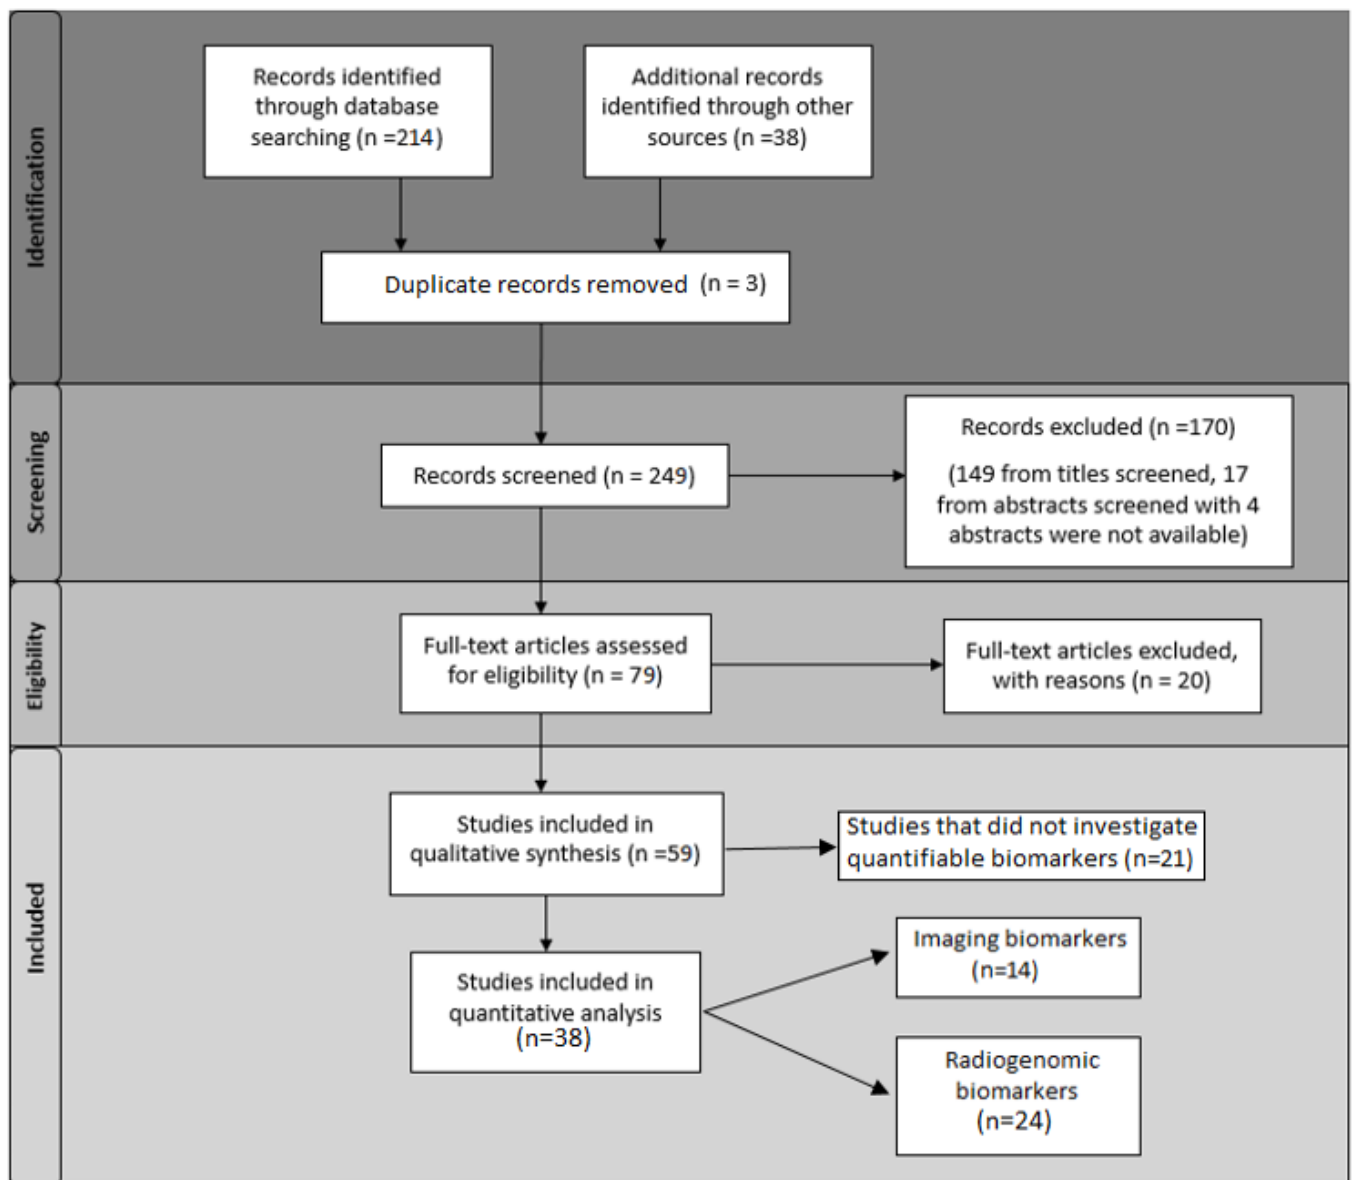 Identification
Records identified
through database
searching (n =214)
Additional records
identified through other
sources (n =38)
Duplicate records removed (n = 3)
Screening
Records screened (n = 249)
Records excluded (n =170)
(149 from titles screened, 17
from abstracts screened with 4
abstracts were not available)
Eligibility
Full-text articles assessed
for eligibility (n = 79)
Full-text articles excluded,
with reasons (n = 20)
Included
Studies included in
qualitative synthesis (n =59)
Studies that did not investigate
quantifiable biomarkers (n=21)
Studies included in
quantitative analysis
(n=38)
Imaging biomarkers
(n=14)
Radiogenomic
biomarkers
(n=24)